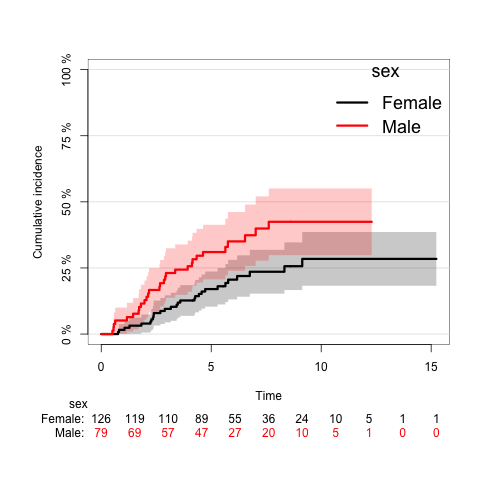 sex
Female
Male
Cumulative incidence
100 %
75 %
50 %
25 %
0 %
0 5 10 15
Time
sex
Female: 126 119 110 89 55 36 24 10 5 1 1
Male: 79 69 57 47 27 20 10 5 1 0 0